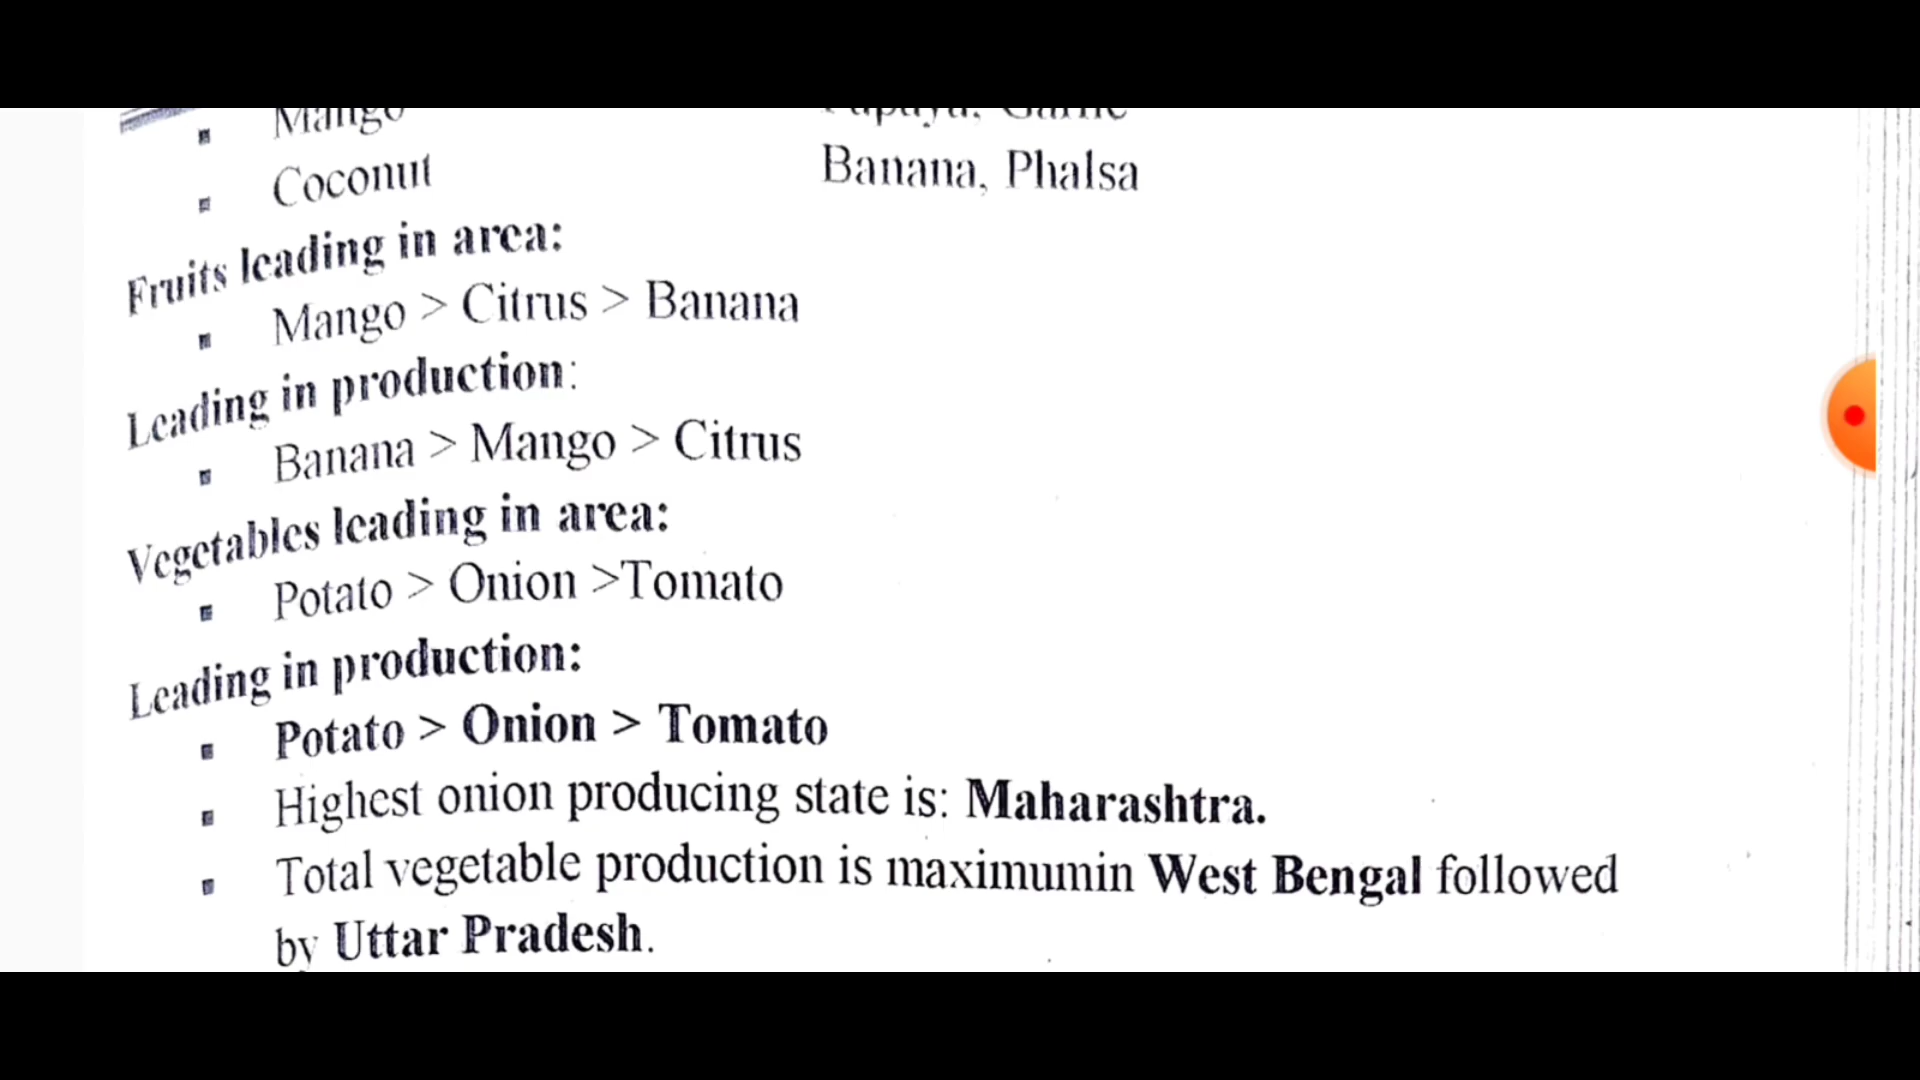 Mango
Coconut Banana, Phalsa
Fruits leading in area:
Mango > Citrus > Banana
Leading in production:
Banana > Mango > Citrus
Vegetables leading in area:
Potato > Onion >Tomato
Leading in production:
Potato > Onion > Tomato
Highest onion producing state is: Maharashtra.
Total vegetable production is maximumin West Bengal followed
by Uttar Pradesh.